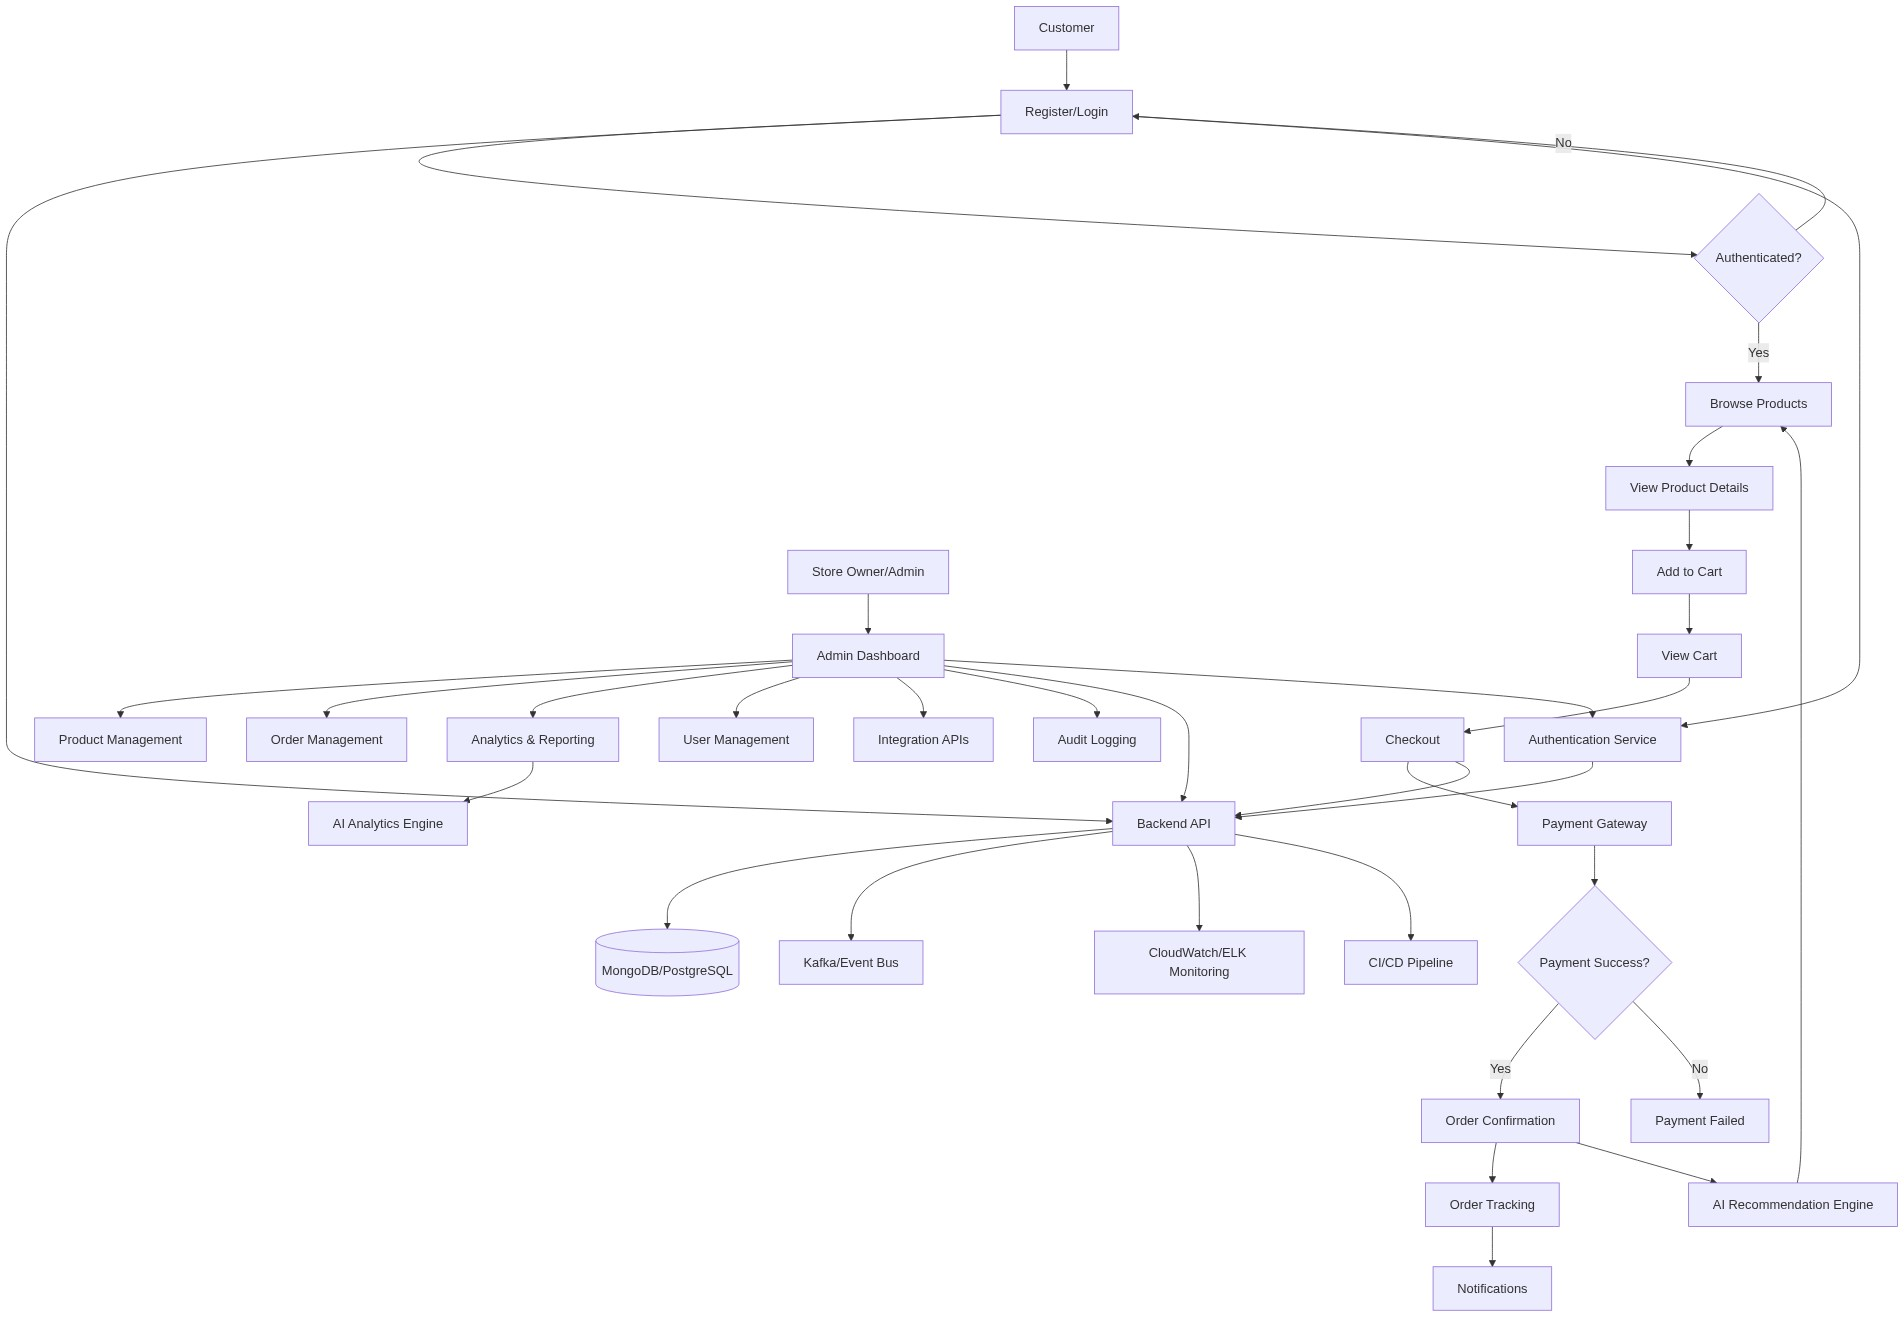 Customer
Register/Login
No
Authenticated?
Yes
Browse Products
View Product Details
Store Owner/Admin
Add to Cart
Admin Dashboard
View Cart
Product Management
Order Management
Analytics & Reporting
User Management
Integration APIs
Audit Logging
Checkout
Authentication Service
AI Analytics Engine
Backend API
Payment Gateway
MongoDB/PostgreSQL
Kafka/Event Bus
CloudWatch/ELK
Monitoring
CI/CD Pipeline
Payment Success?
Yes
No
Order Confirmation
Payment Failed
Order Tracking
AI Recommendation Engine
Notifications